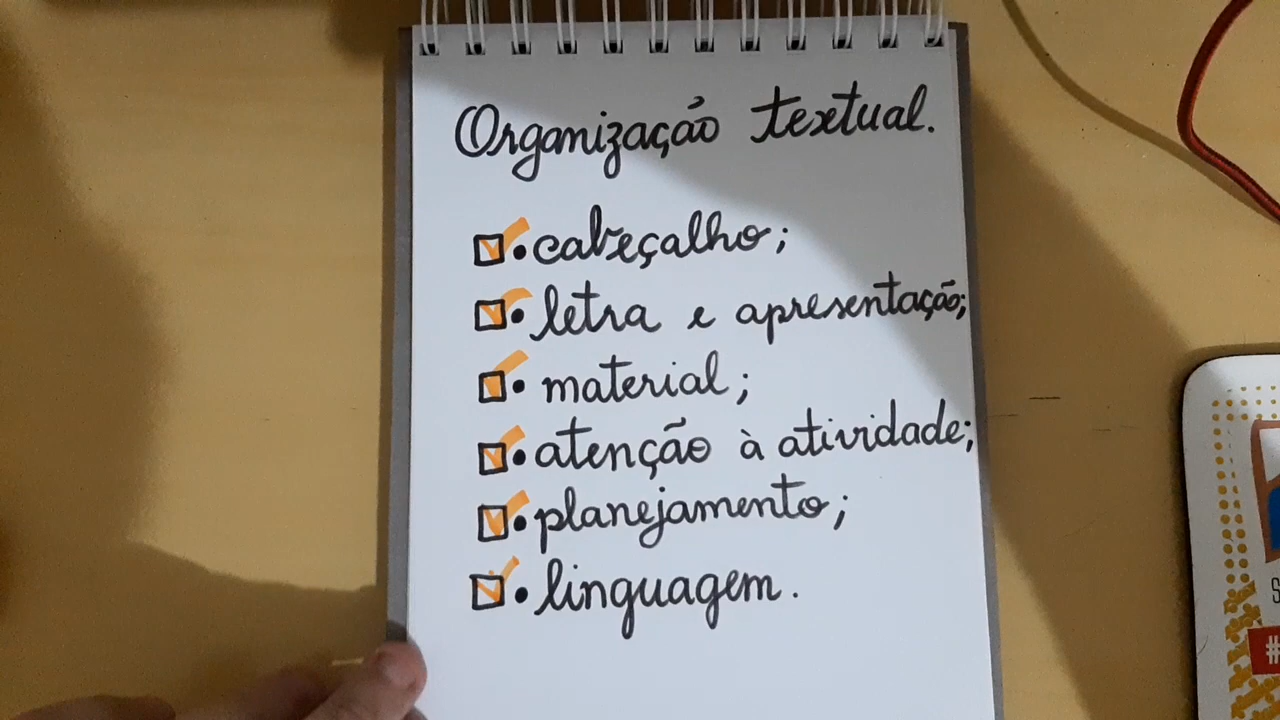 Organização textual.
• cabeçalho;
• letra e apresentação;
• material;
• atenção à atividade;
• planejamento;
• linguagem.
#